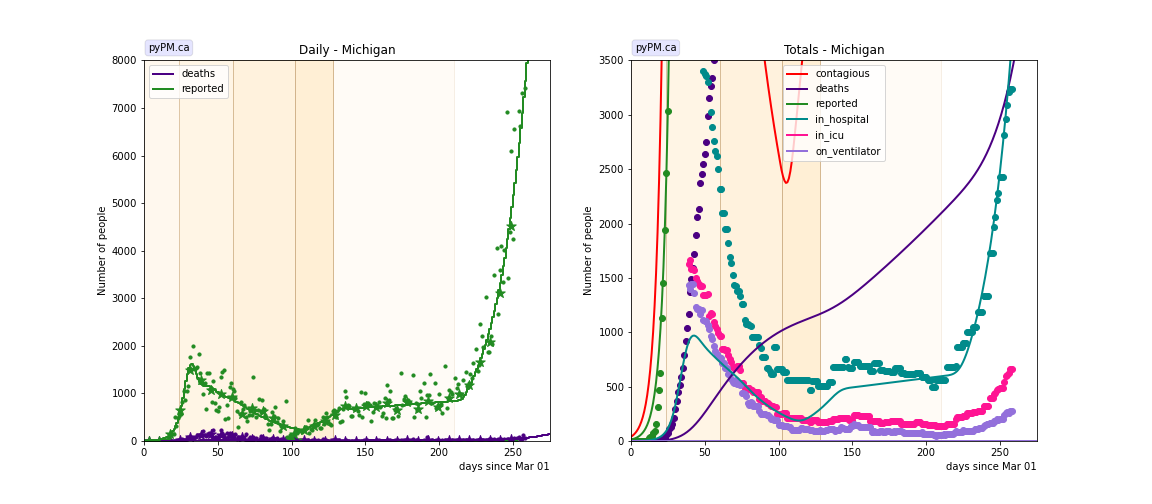 pyPM.ca
Daily - Michigan
deaths
reported
Number of people
8000
7000
6000
5000
4000
3000
2000
1000
0
0
50
100
150
200
250
days since Mar 01
pyPM.ca
Totals - Michigan
contagious
deaths
reported
in_hospital
in_icu
on_ventilator
Number of people
3500
3000
2500
2000
1500
1000
500
0
0
50
100
150
200
250
days since Mar 01